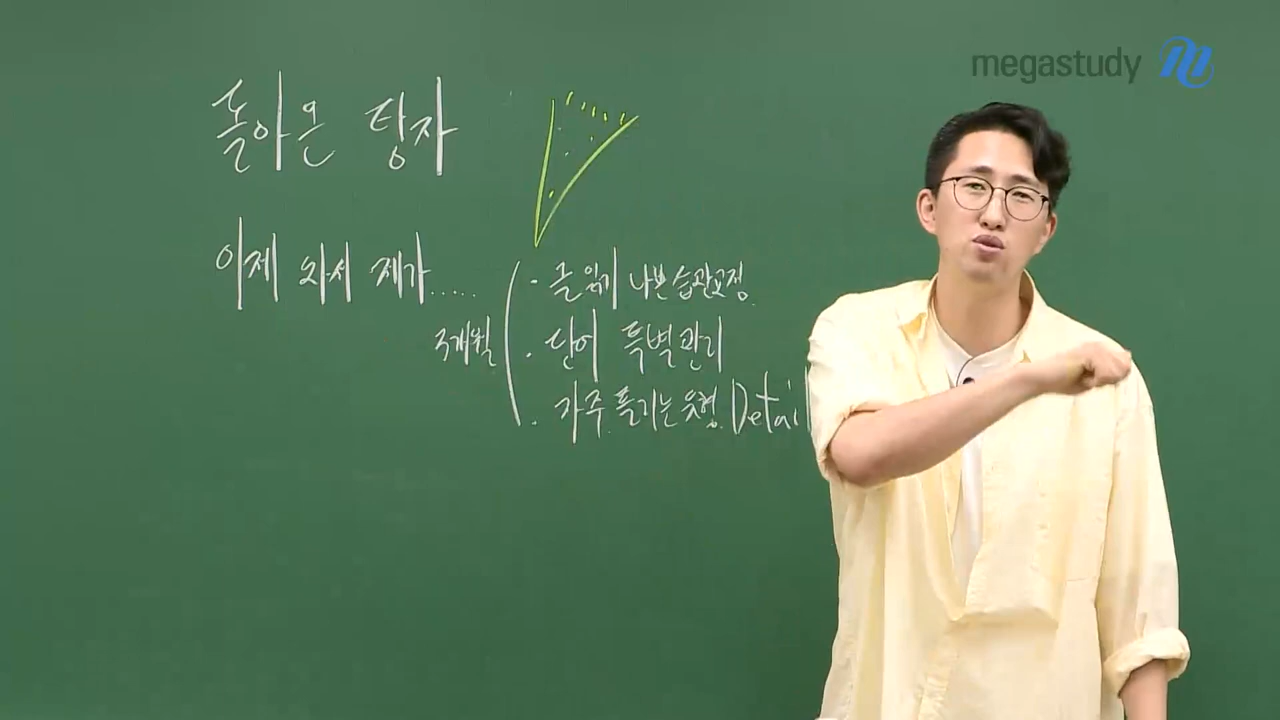 megastudy
돌아온 탕자
이제 와서 제가.....
3개월
· 글 읽기 나쁜 습관 교정
· 단어 특별관리
· 자주 틀리는 유형 Detail